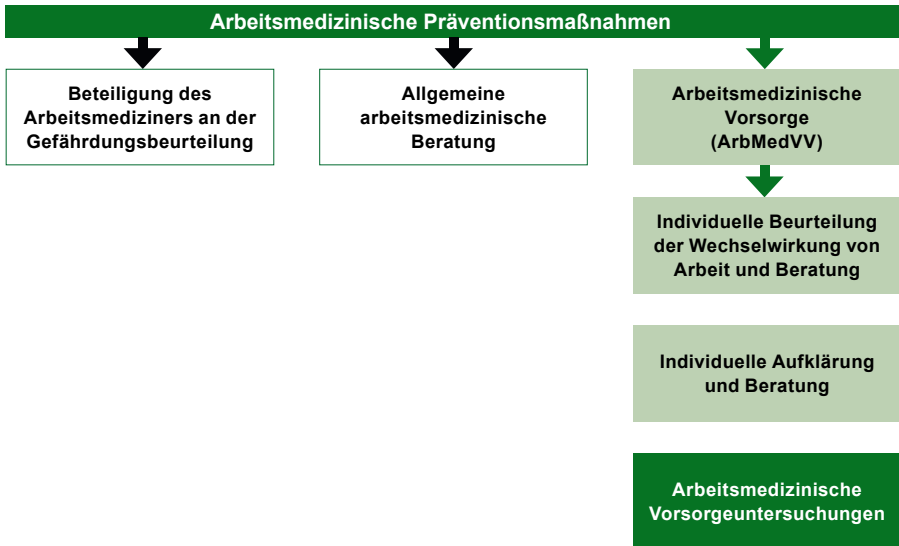 Arbeitsmedizinische Präventionsmaßnahmen
Beteiligung des
Arbeitsmediziners an der
Gefährdungsbeurteilung
Allgemeine
arbeitsmedizinische
Beratung
Arbeitsmedizinische
Vorsorge
(ArbMedVV)
Individuelle Beurteilung
der Wechselwirkung von
Arbeit und Beratung
Individuelle Aufklärung
und Beratung
Arbeitsmedizinische
Vorsorgeuntersuchungen